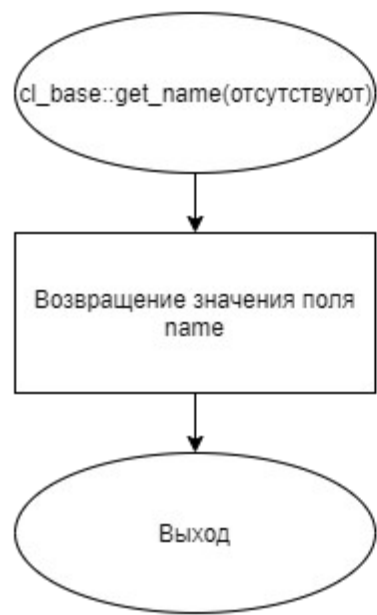 cl_base::get_name(отсутствуют)
Возвращение значения поля
name
Выход